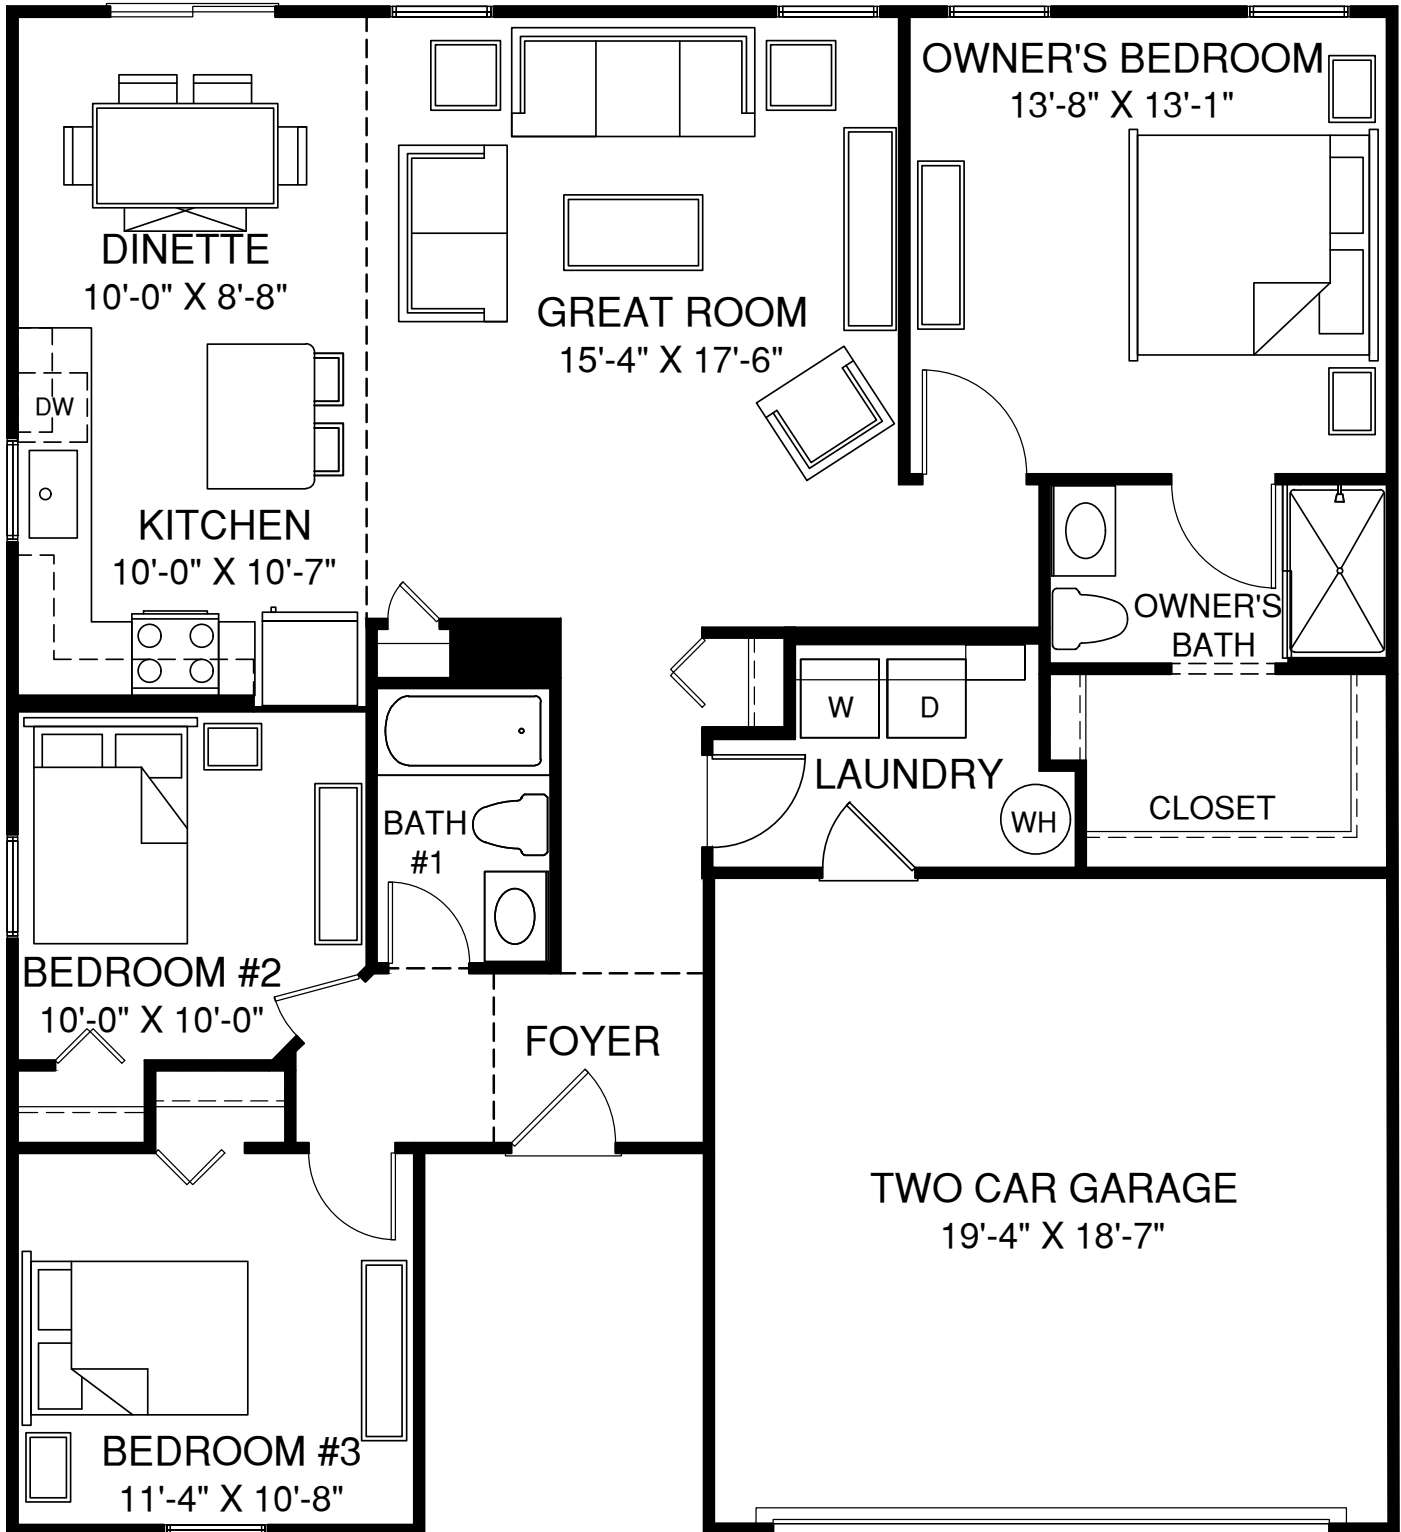 OWNER'S BEDROOM
13'-8" X 13'-1"
DINETTE
10'-0" X 8'-8"
GREAT ROOM
15'-4" X 17'-6"
DW
KITCHEN
10'-0" X 10'-7"
OWNER'S
BATH
W
D
LAUNDRY
WH
CLOSET
BATH
#1
BEDROOM #2
10'-0" X 10'-0"
FOYER
TWO CAR GARAGE
19'-4" X 18'-7"
BEDROOM #3
11'-4" X 10'-8"